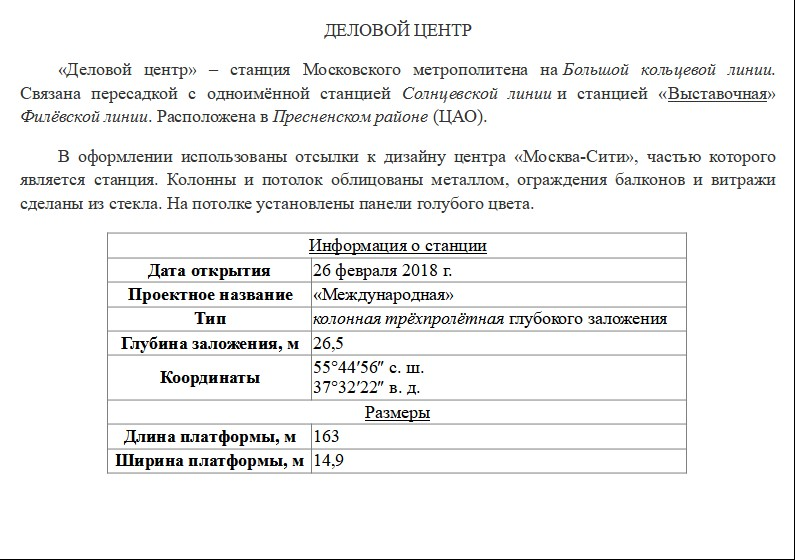 ДЕЛОВОЙ ЦЕНТР
«Деловой центр» – станция Московского метрополитена на Большой кольцевой линии.
Связана пересадкой с одноимённой станцией Солнцевской линии и станцией «Выставочная»
Филёвской линии. Расположена в Пресненском районе (ЦАО).
В оформлении использованы отсылки к дизайну центра «Москва-Сити», частью которого
является станция. Колонны и потолок облицованы металлом, ограждения балконов и витражи
сделаны из стекла. На потолке установлены панели голубого цвета.
Информация о станции
Дата открытия 26 февраля 2018 г.
Проектное название «Международная»
Тип колонная трёхпролётная глубокого заложения
Глубина заложения, м 26,5
Координаты 55°44′56″ с. ш.
37°32′22″ в. д.
Размеры
Длина платформы, м 163
Ширина платформы, м 14,9